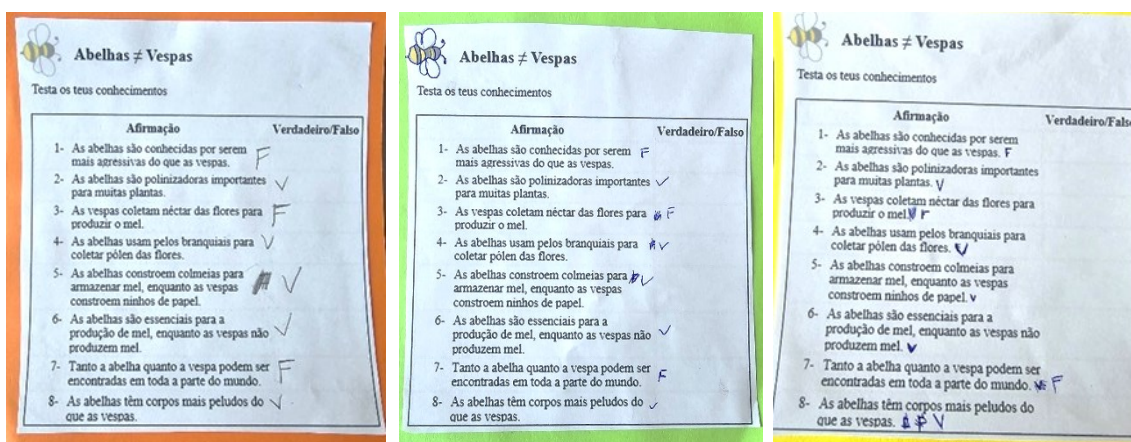 Abelhas ≠ Vespas
Testa os teus conhecimentos
Afirmação Verdadeiro/Falso
1- As abelhas são conhecidas por serem F
mais agressivas do que as vespas.
2- As abelhas são polinizadoras importantes V
para muitas plantas.
3- As vespas coletam néctar das flores para F
produzir o mel.
4- As abelhas usam pelos branquiais para V
coletar pólen das flores.
5- As abelhas constroem colmeias para V
armazenar mel, enquanto as vespas
constroem ninhos de papel.
6- As abelhas são essenciais para a V
produção de mel, enquanto as vespas não
produzem mel.
7- Tanto a abelha quanto a vespa podem ser F
encontradas em toda a parte do mundo.
8- As abelhas têm corpos mais peludos do V
que as vespas.
Abelhas ≠ Vespas
Testa os teus conhecimentos
Afirmação Verdadeiro/Falso
1- As abelhas são conhecidas por serem F
mais agressivas do que as vespas.
2- As abelhas são polinizadoras importantes V
para muitas plantas.
3- As vespas coletam néctar das flores para F
produzir o mel.
4- As abelhas usam pelos branquiais para V
coletar pólen das flores.
5- As abelhas constroem colmeias para V
armazenar mel, enquanto as vespas
constroem ninhos de papel.
6- As abelhas são essenciais para a
produção de mel, enquanto as vespas não V
produzem mel.
7- Tanto a abelha quanto a vespa podem ser
encontradas em toda a parte do mundo. F
8- As abelhas têm corpos mais peludos do V
que as vespas.
Abelhas ≠ Vespas
Testa os teus conhecimentos
Afirmação Verdadeiro/Fals
1- As abelhas são conhecidas por serem
mais agressivas do que as vespas. F
2- As abelhas são polinizadoras importantes
para muitas plantas. V
3- As vespas coletam néctar das flores para
produzir o mel. F
4- As abelhas usam pelos branquiais para
coletar pólen das flores. V
5- As abelhas constroem colmeias para
armazenar mel, enquanto as vespas
constroem ninhos de papel. V
6- As abelhas são essenciais para a
produção de mel, enquanto as vespas não
produzem mel. V
7- Tanto a abelha quanto a vespa podem ser
encontradas em toda a parte do mundo. F
8- As abelhas têm corpos mais peludos do
que as vespas. V